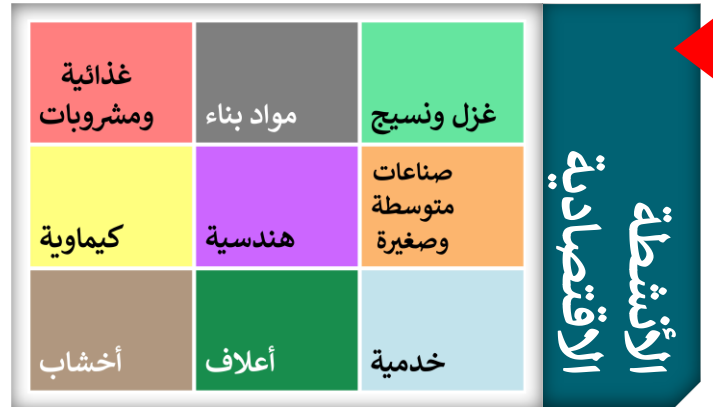 الأنشطة
الاقتصادية
غزل ونسيج
مواد بناء
غذائية
ومشروبات
صناعات
متوسطة
وصغيرة
هندسية
كيماوية
خدمية
أعلاف
أخشاب